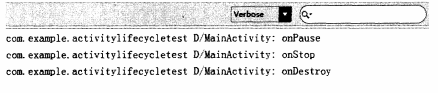 Verbose
com.example.activitylifecycletest D/MainActivity: onPause
com.example.activitylifecycletest D/MainActivity: onStop
com.example.activitylifecycletest D/MainActivity: onDestroy